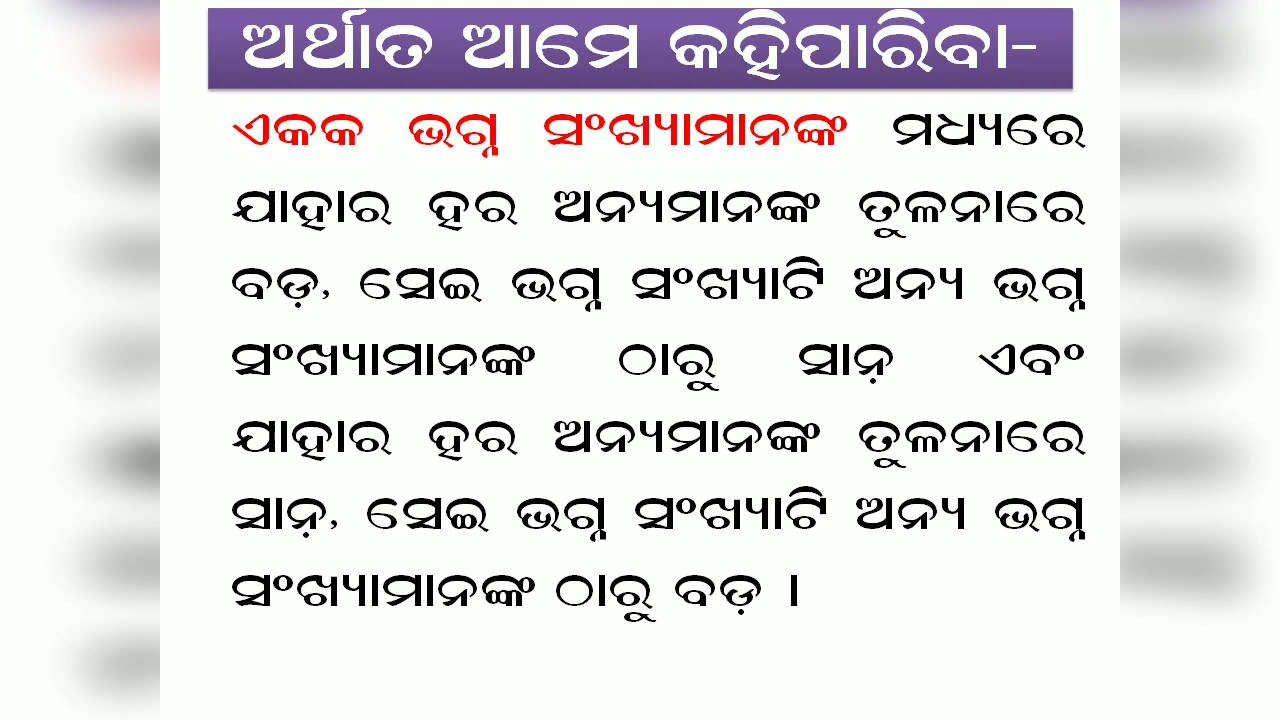 ଅର୍ଥାତ ଆମେ କହିପାରିବା-
ଏକକ ଭଗ୍ନ ସଂଖ୍ୟାମାନଙ୍କ ମଧ୍ୟରେ
ଯାହାର ହର ଅନ୍ୟମାନଙ୍କ ତୁଳନାରେ
ବଡ଼, ସେଇ ଭଗ୍ନ ସଂଖ୍ୟାଟି ଅନ୍ୟ ଭଗ୍ନ
ସଂଖ୍ୟାମାନଙ୍କ ଠାରୁ ସାନ଼ ଏବଂ
ଯାହାର ହର ଅନ୍ୟମାନଙ୍କ ତୁଳନାରେ
ସାନ଼, ସେଇ ଭଗ୍ନ ସଂଖ୍ୟାଟି ଅନ୍ୟ ଭଗ୍ନ
ସଂଖ୍ୟାମାନଙ୍କ ଠାରୁ ବଡ଼ ।